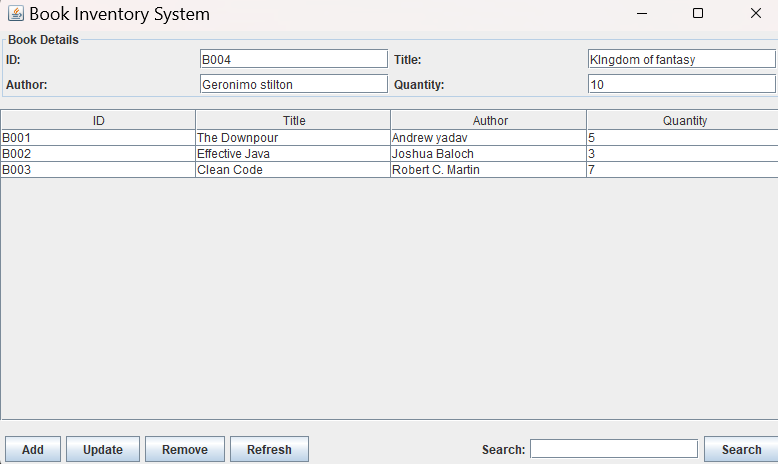 Book Inventory System
Book Details
ID: B004 Title: KIngdom of fantasy
Author: Geronimo stilton Quantity: 10
ID Title Author Quantity
B001 The Downpour Andrew yadav 5
B002 Effective Java Joshua Baloch 3
B003 Clean Code Robert C. Martin 7
Add Update Remove Refresh Search: Search